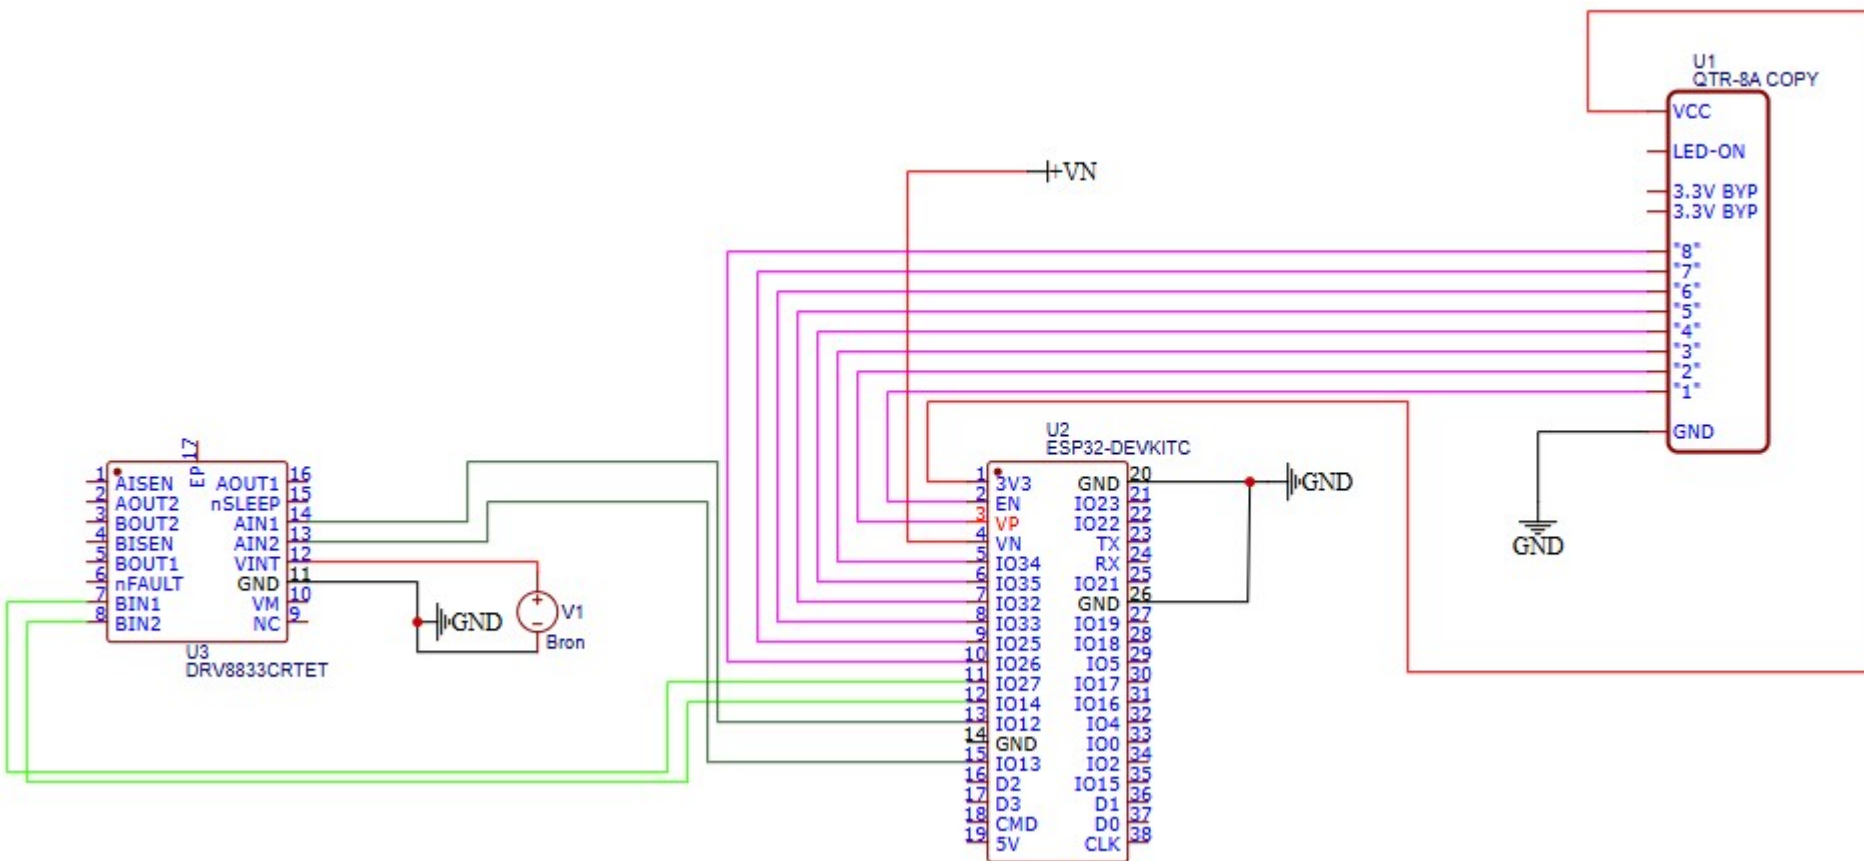 U1
QTR-8A COPY
VCC
LED-ON
3.3V BYP
3.3V BYP
"8"
"7"
"6"
"5"
"4"
"3"
"2"
"1"
GND
GND
+VN
U2
ESP32-DEVKITC
1 3V3 GND 20
2 EN IO23 21
3 VP IO22 22
4 VN TX 23
5 IO34 RX 24
6 IO35 IO21 25
7 IO32 GND 26
8 IO33 IO19 27
9 IO25 IO18 28
10 IO26 IO5 29
11 IO27 IO17 30
12 IO14 IO16 31
13 IO12 IO4 32
14 GND IO0 33
15 IO13 IO2 34
16 D2 IO15 35
17 D3 D1 36
18 CMD D0 37
19 5V CLK 38
GND
EP 17
1 AISEN AOUT1 16
2 AOUT2 nSLEEP 15
3 BOUT2 AIN1 14
4 BISEN AIN2 13
5 BOUT1 VINT 12
6 nFAULT GND 11
7 BIN1 VM 10
8 BIN2 NC 9
U3
DRV8833CRTET
GND
+
V1
−
Bron